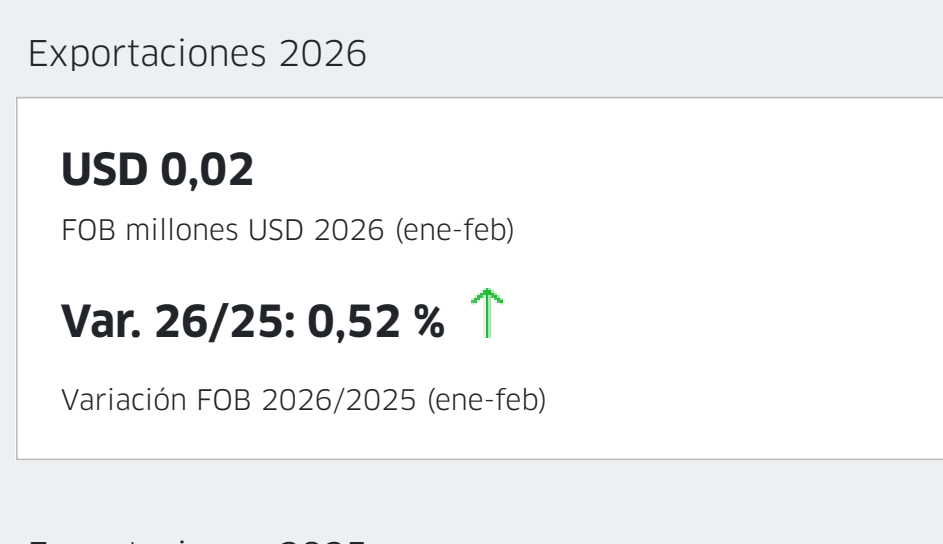 Exportaciones 2026
USD 0,02
FOB millones USD 2026 (ene-feb)
Var. 26/25: 0,52 %
Variación FOB 2026/2025 (ene-feb)